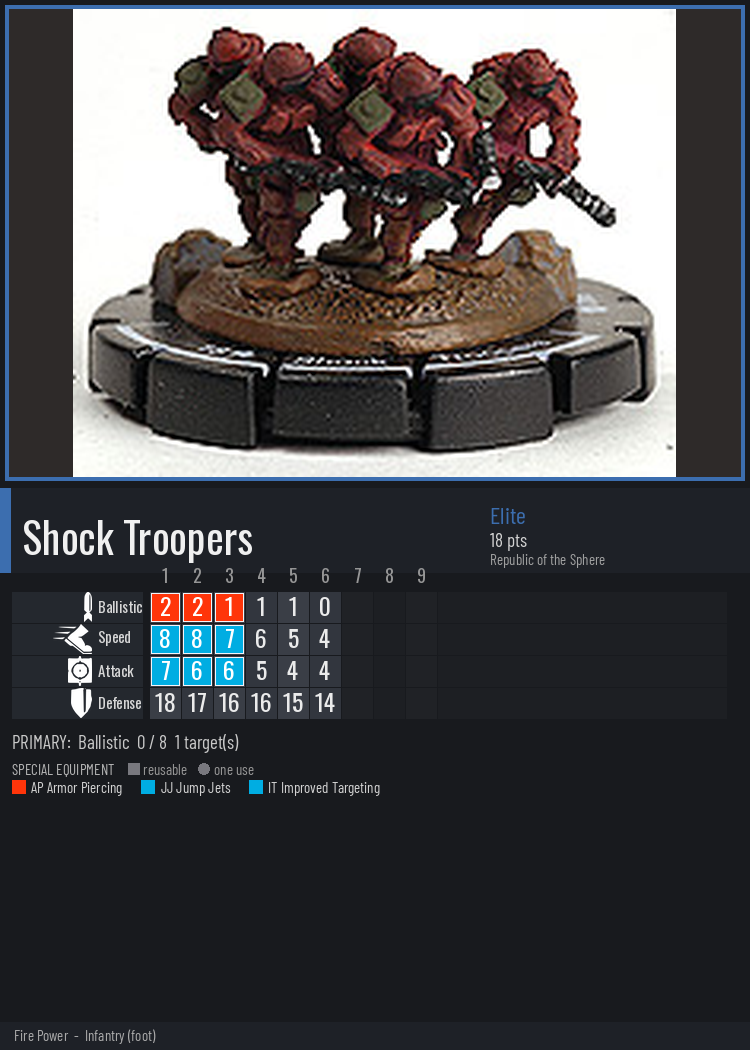 Shock Troopers
Elite
18 pts
Republic of the Sphere
1 2 3 4 5 6 7 8 9
Ballistic 2 2 1 1 1 0
Speed 8 8 7 6 5 4
Attack 7 6 6 5 4 4
Defense 18 17 16 16 15 14
PRIMARY: Ballistic 0 / 8 1 target(s)
SPECIAL EQUIPMENT reusable one use
AP Armor Piercing JJ Jump Jets IT Improved Targeting
Fire Power - Infantry (foot)